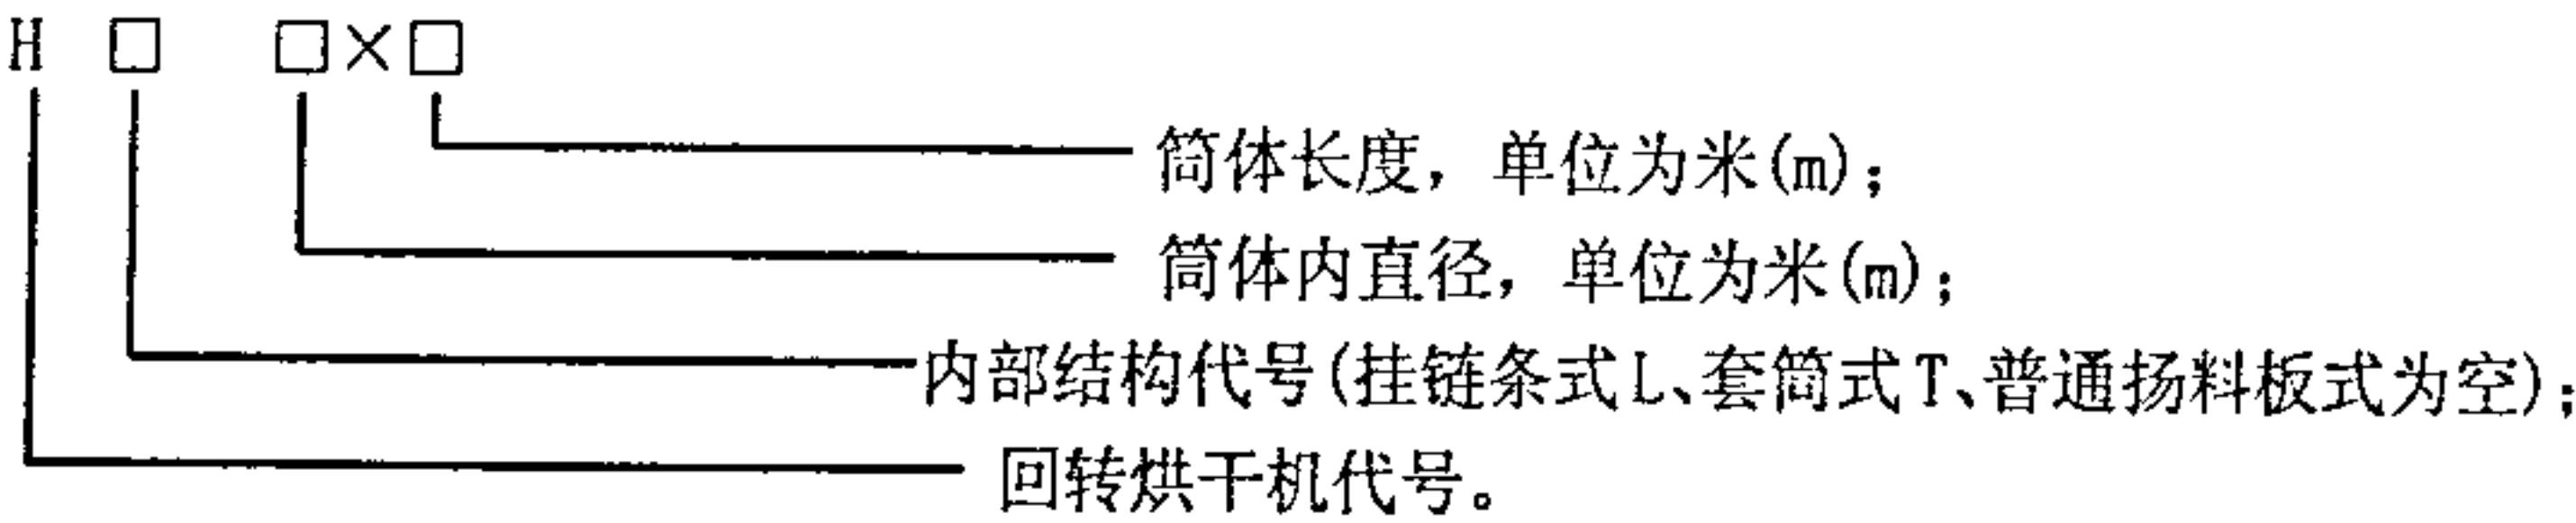 H □ □×□
筒体长度，单位为米(m)；
筒体内直径，单位为米(m)；
内部结构代号(挂链条式L、套筒式T、普通扬料板式为空)；
回转烘干机代号。